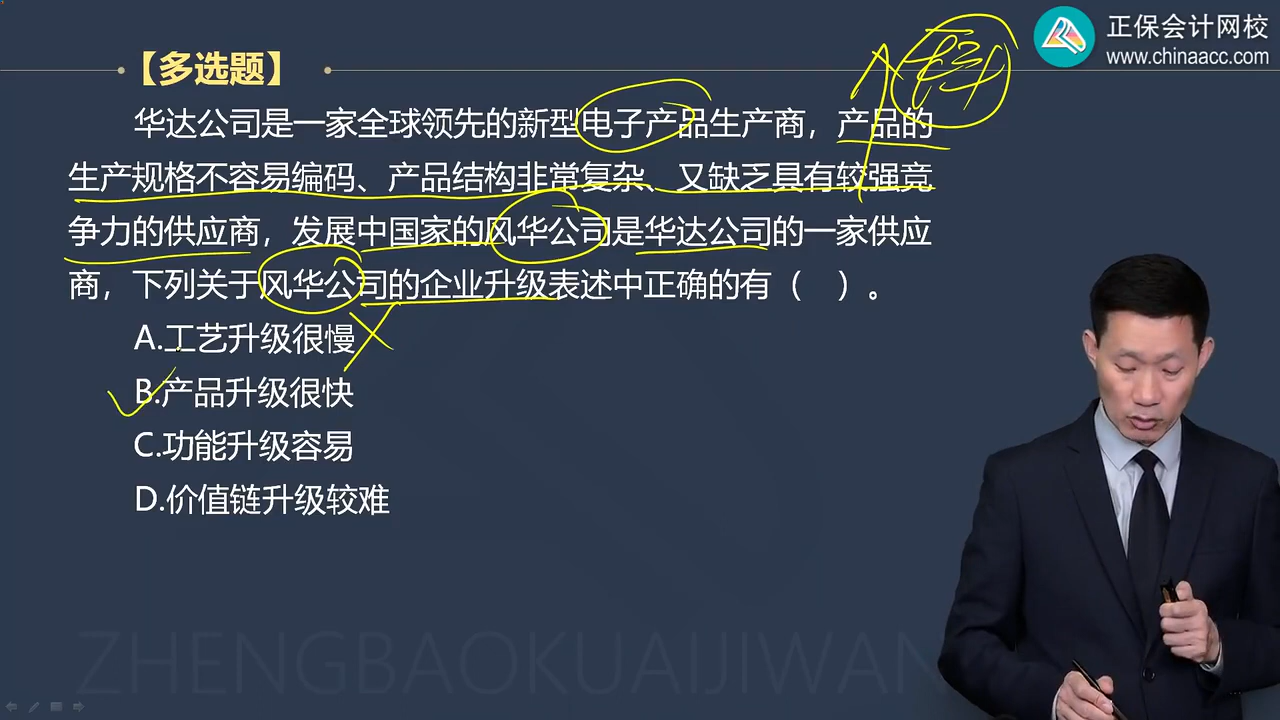 正保会计网校
www.chinaacc.com
【多选题】
华达公司是一家全球领先的新型电子产品生产商，产品的
生产规格不容易编码、产品结构非常复杂、又缺乏具有较强竞
争力的供应商，发展中国家的风华公司是华达公司的一家供应
商，下列关于风华公司的企业升级表述中正确的有（ ）。
A.工艺升级很慢
B.产品升级很快
C.功能升级容易
D.价值链升级较难
ZHENGBAOKUAIJIWAN